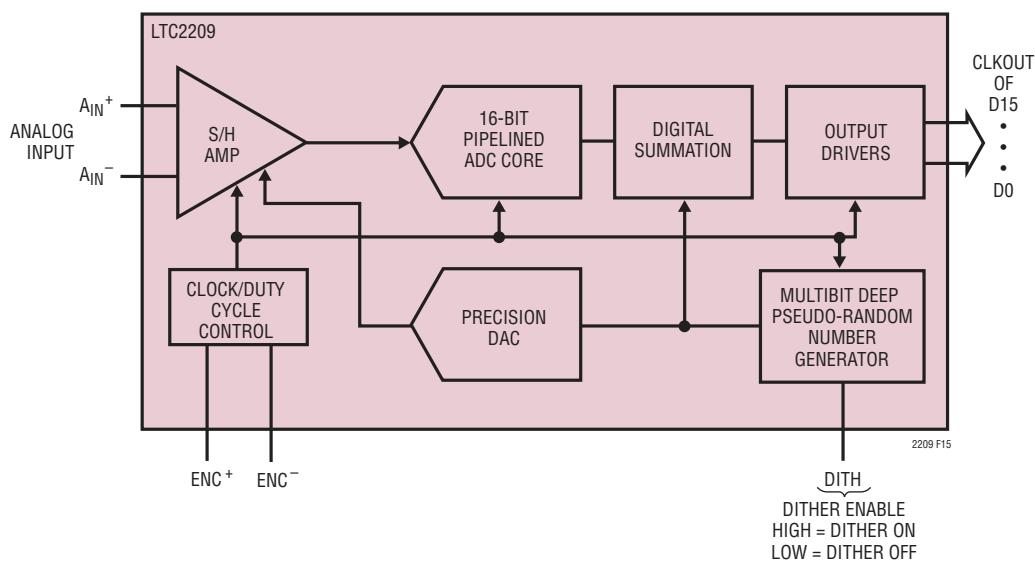 LTC2209
AIN+
ANALOG
INPUT
AIN−
S/H
AMP
16-BIT
PIPELINED
ADC CORE
DIGITAL
SUMMATION
OUTPUT
DRIVERS
CLKOUT
OF
D15
•
•
•
D0
CLOCK/DUTY
CYCLE
CONTROL
PRECISION
DAC
MULTIBIT DEEP
PSEUDO-RANDOM
NUMBER
GENERATOR
2209 F15
ENC+
ENC−
DITH
DITHER ENABLE
HIGH = DITHER ON
LOW = DITHER OFF